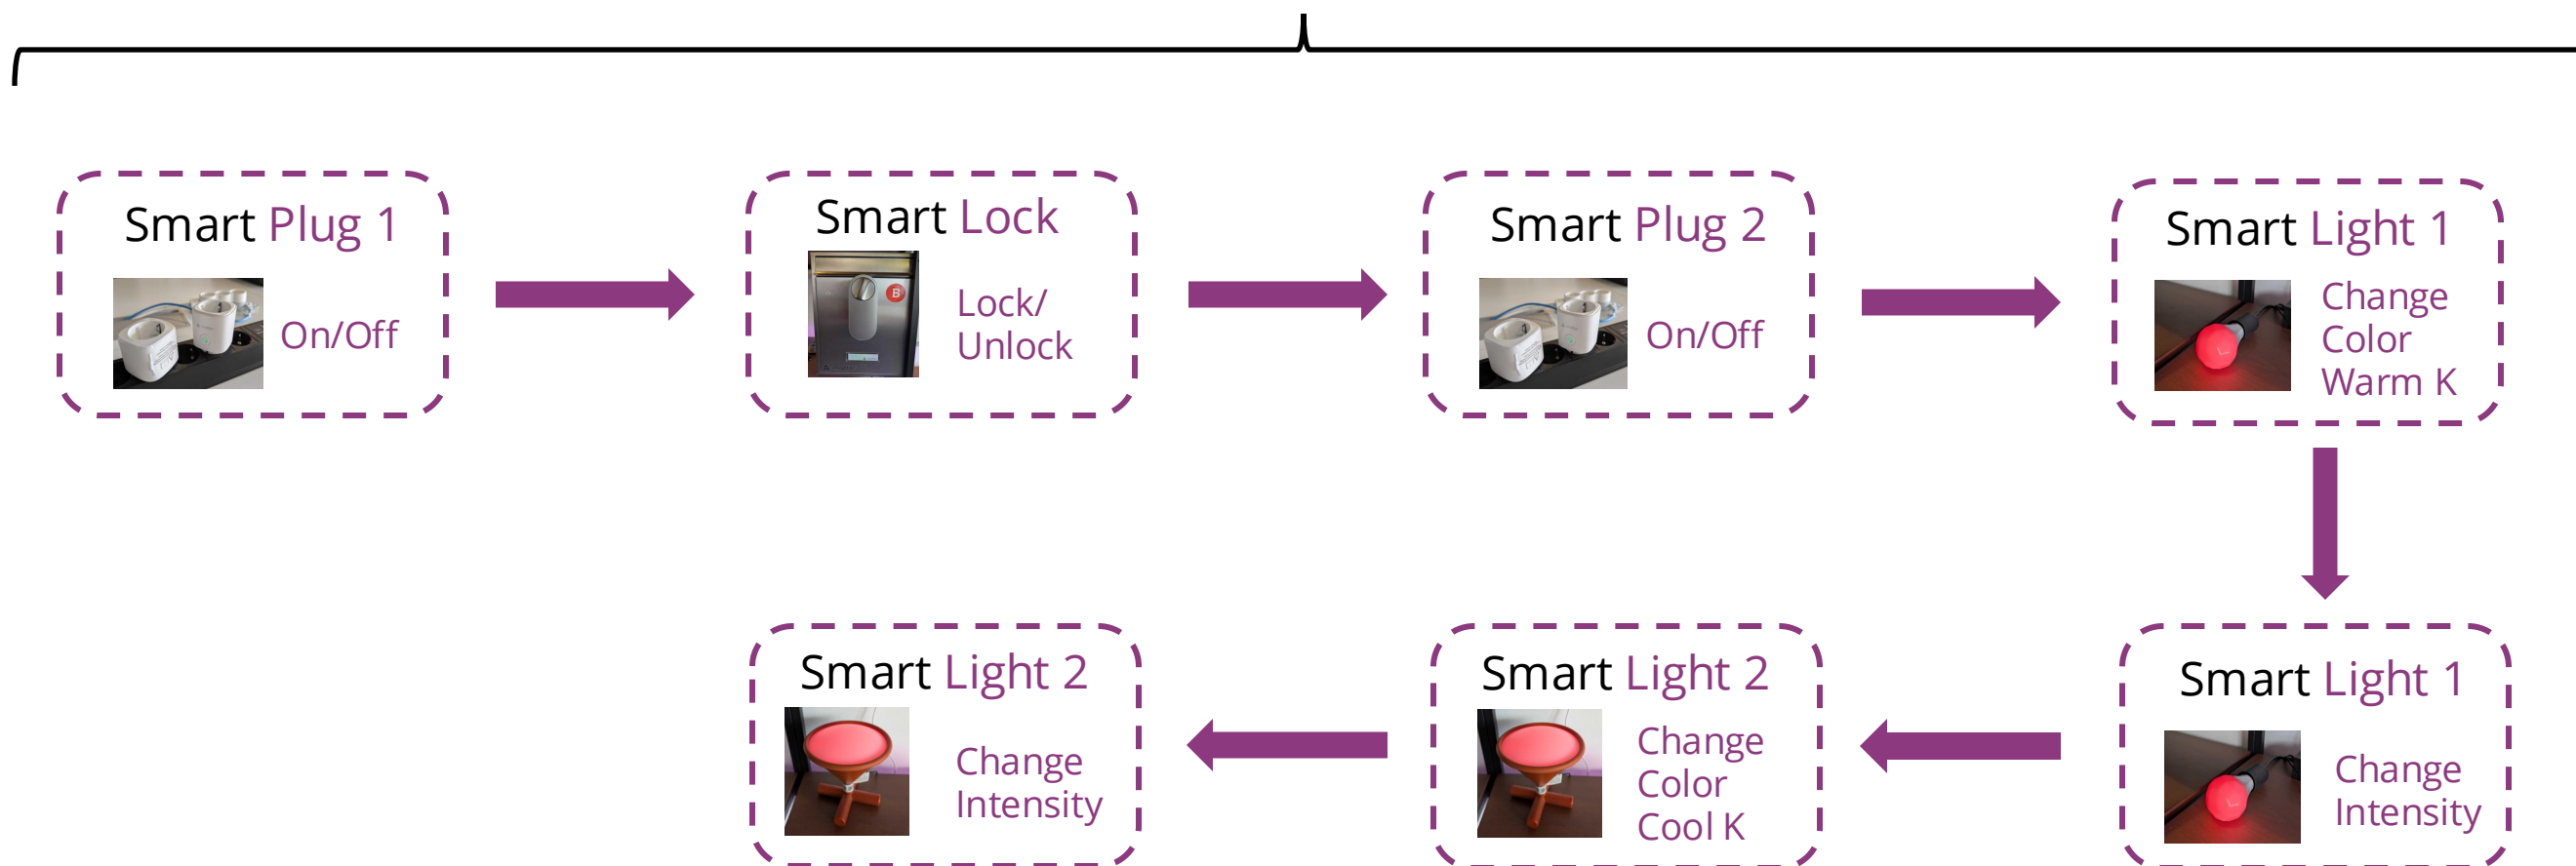 Smart Plug 1
On/Off
Smart Lock
B
Lock/
Unlock
Smart Plug 2
On/Off
Smart Light 1
Change
Color
Warm K
Smart Light 2
Change
Intensity
Smart Light 2
Change
Color
Cool K
Smart Light 1
Change
Intensity